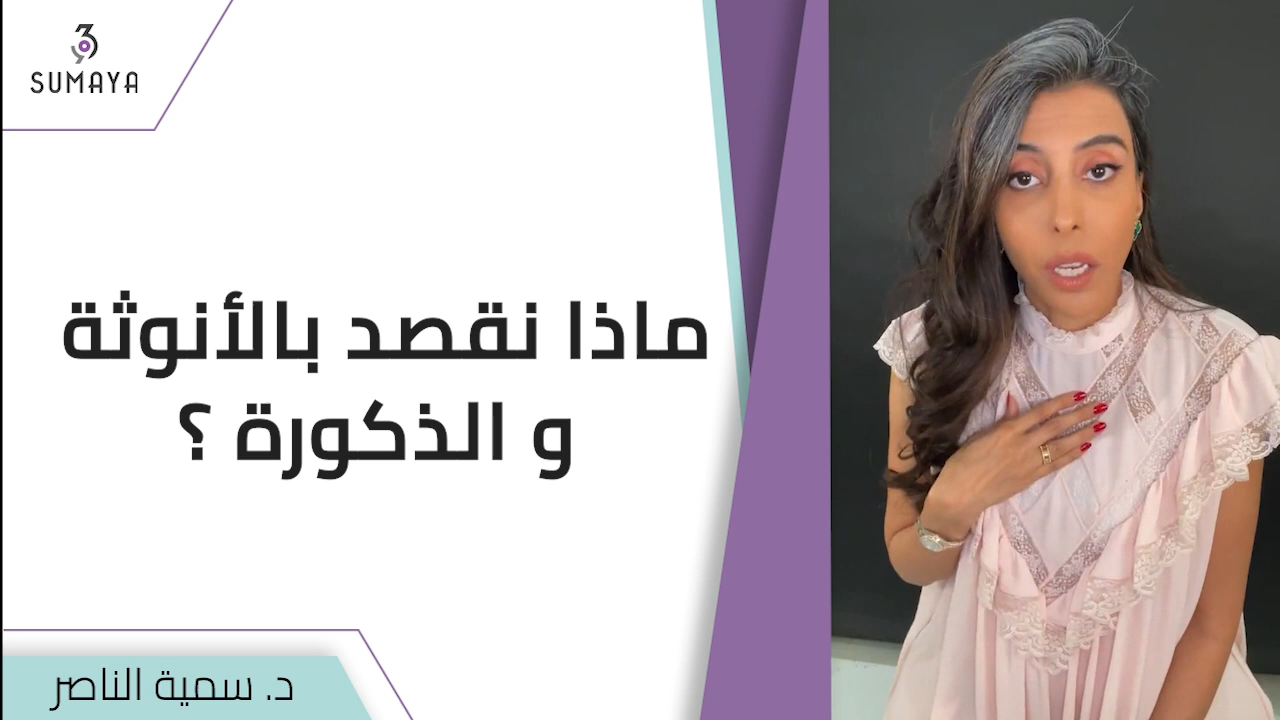 SUMAYA
ماذا نقصد بالأنوثة
و الذكورة ؟
د. سمية الناصر